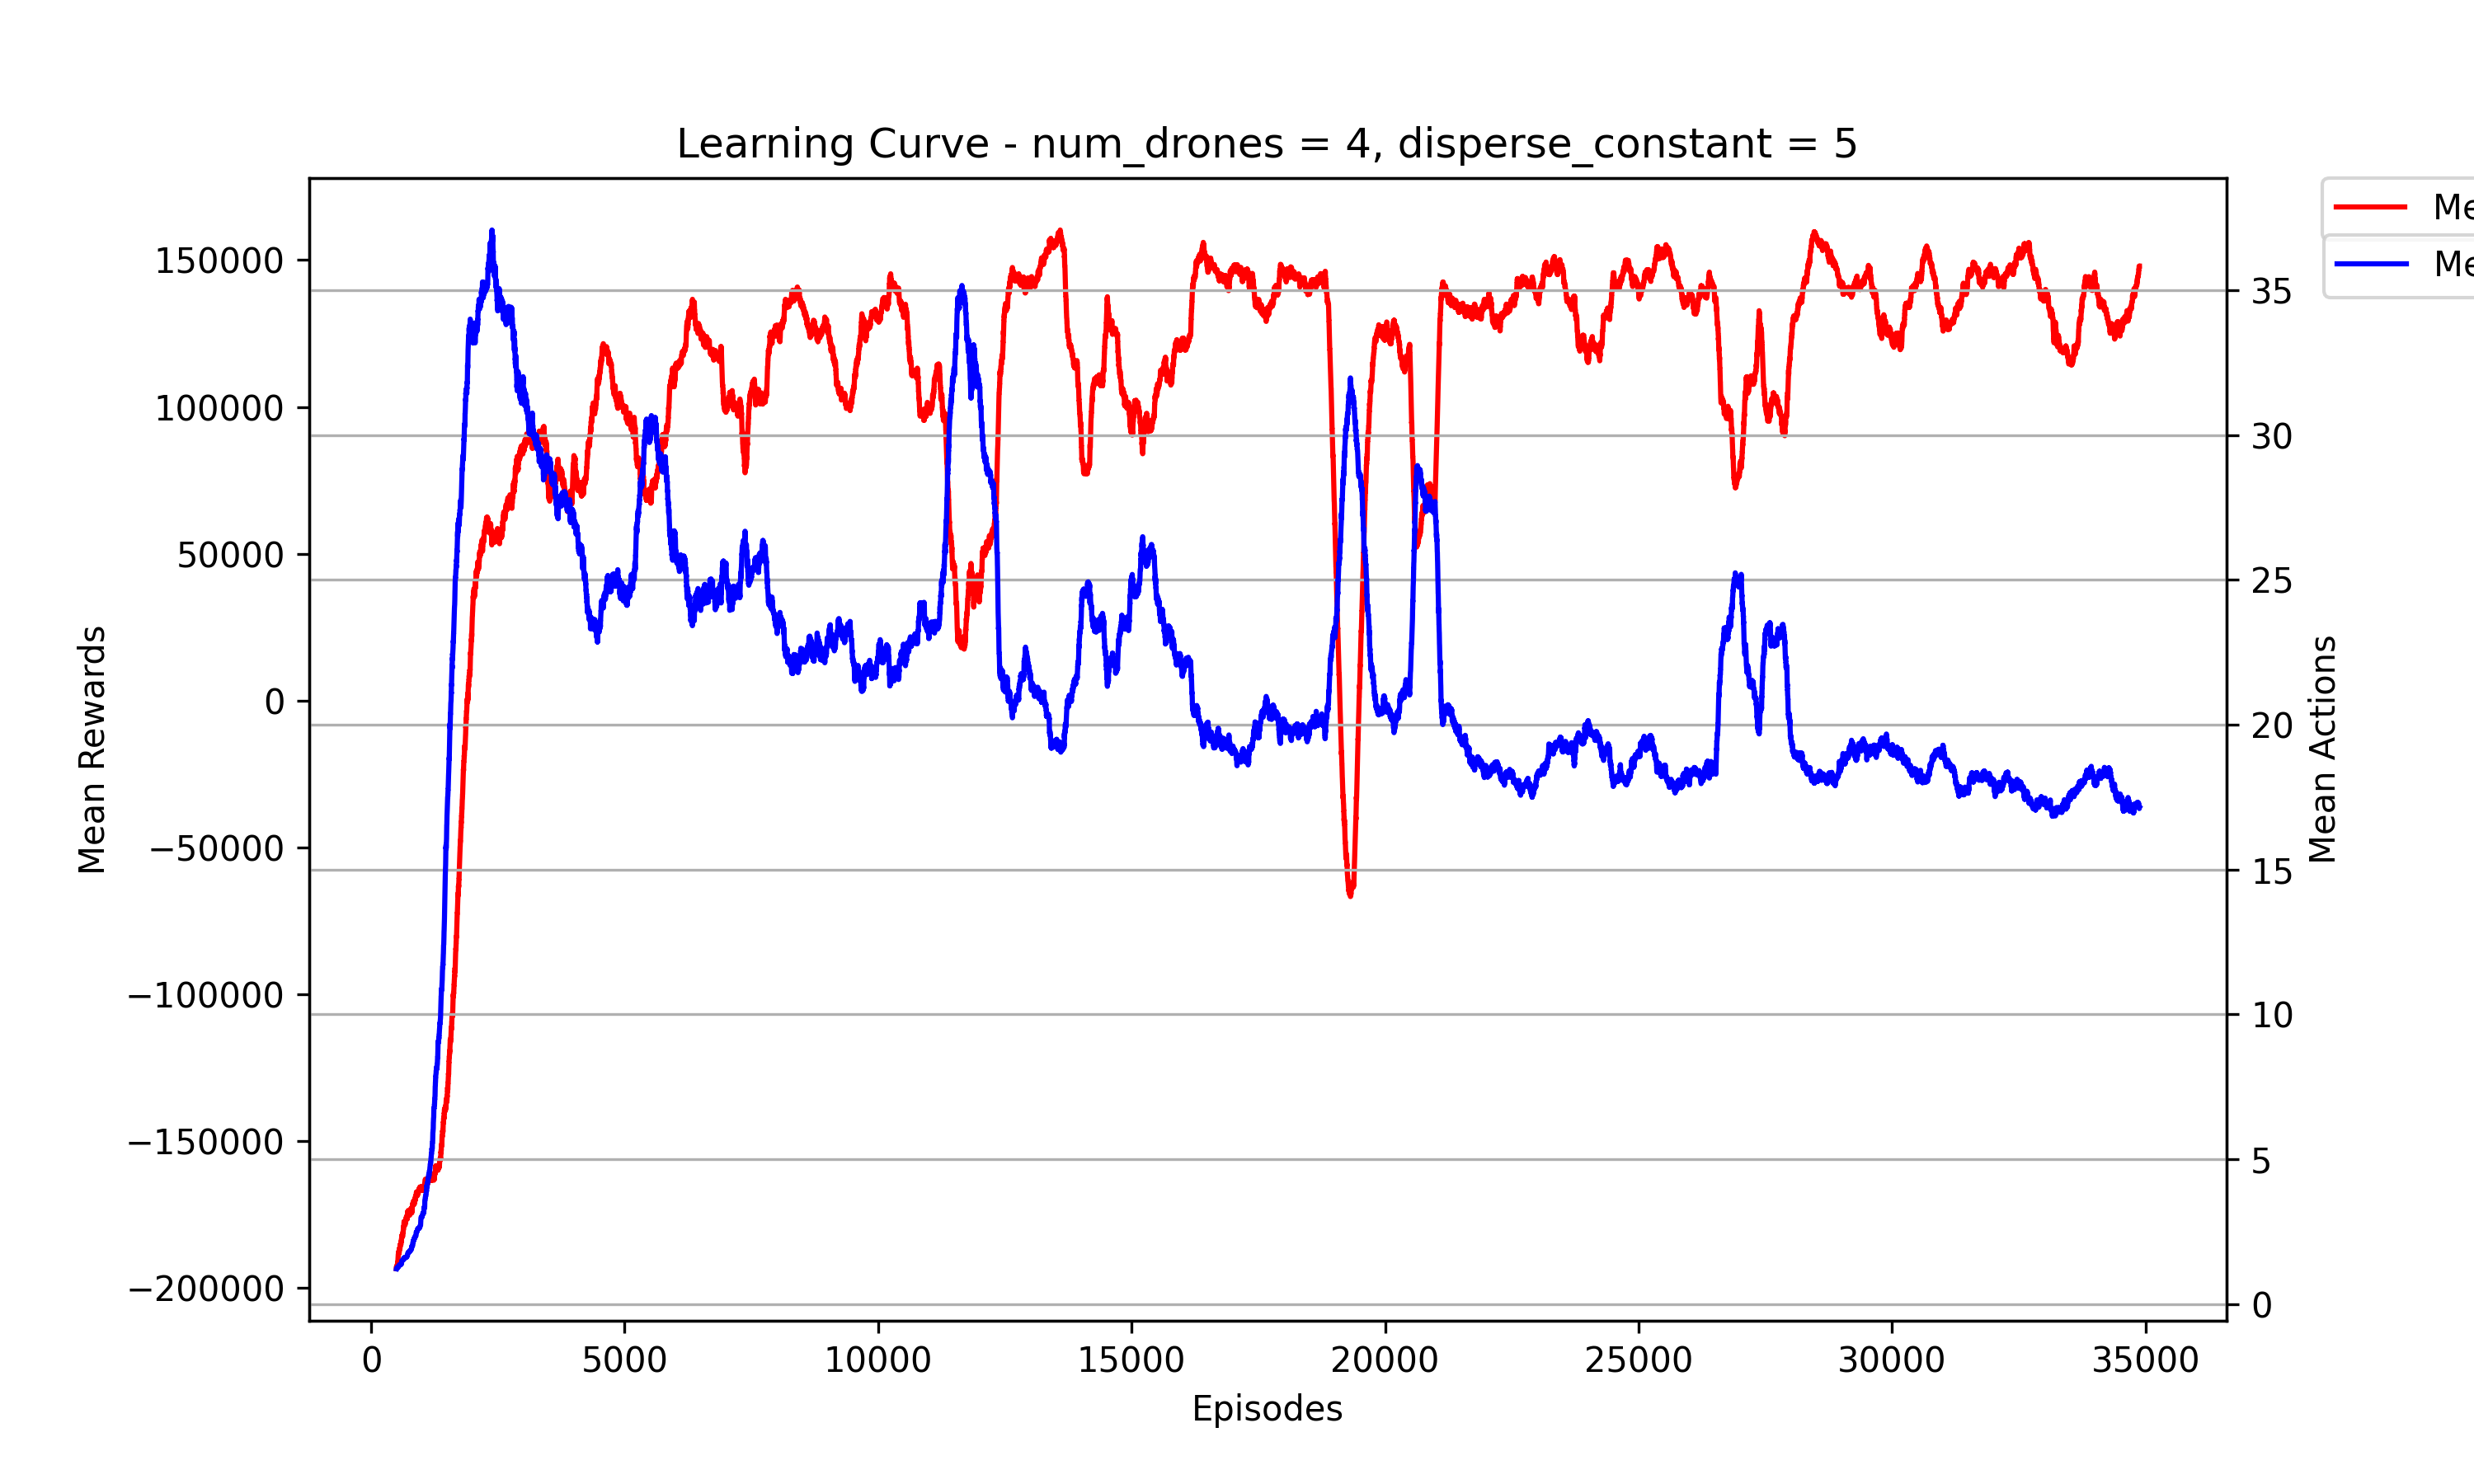 Learning Curve - num_drones = 4, disperse_constant = 5
Me
Me
Mean Rewards
150000
100000
50000
0
−50000
−100000
−150000
−200000
35
30
25
20
15
10
5
0
Mean Actions
0 5000 10000 15000 20000 25000 30000 35000
Episodes